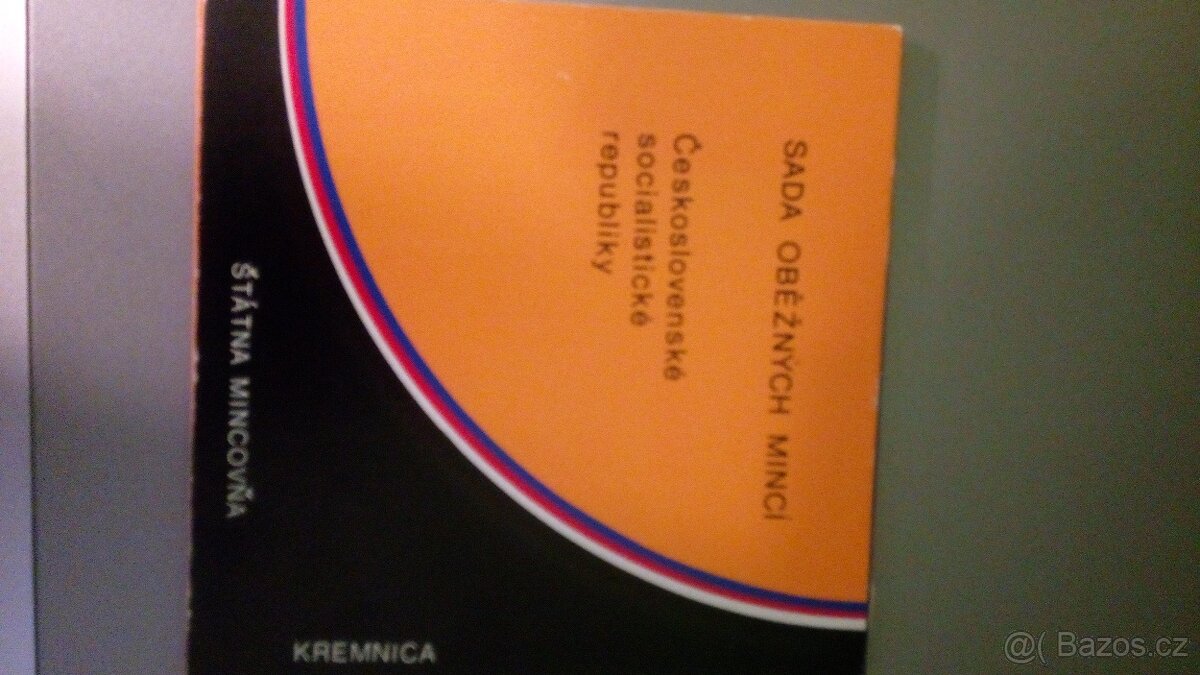 SADA OBĚŽNÝCH MINCÍ
Československé
socialistické
republiky
ŠTÁTNA MINCOVŇA
KREMNICA
@( Bazos.cz